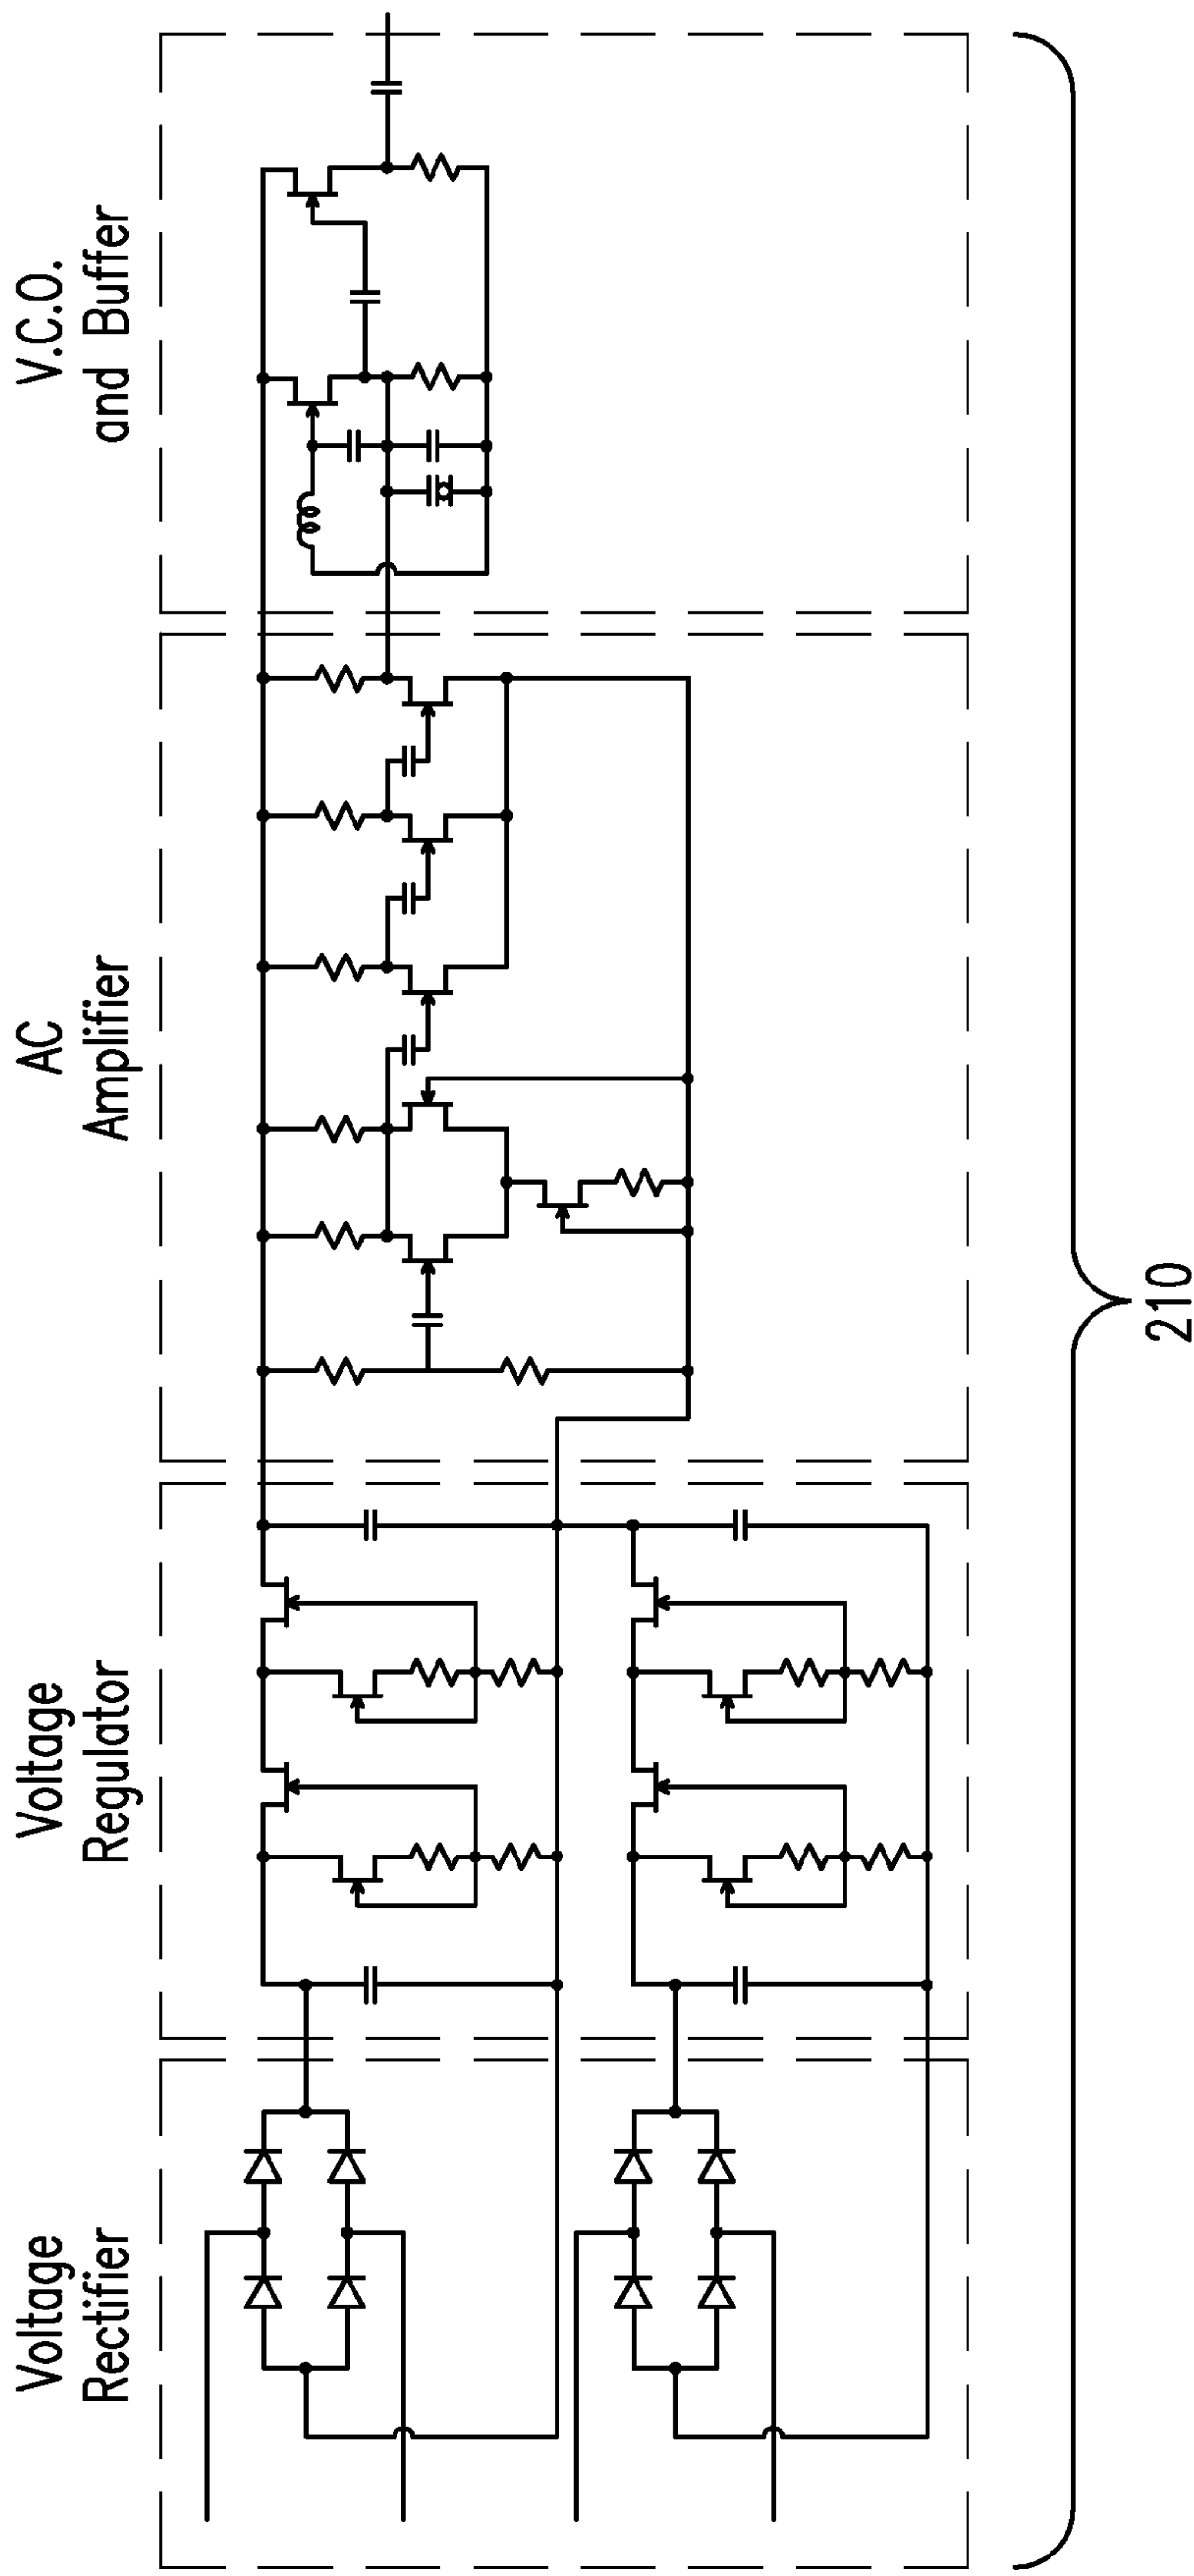 Voltage
Rectifier
Voltage
Regulator
AC
Amplifier
V.C.O.
and Buffer
210